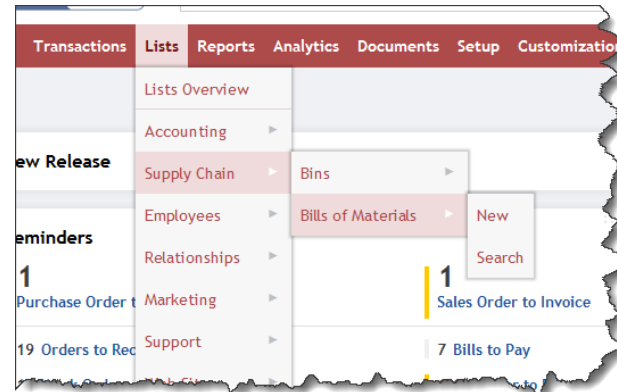 Transactions Lists Reports Analytics Documents Setup Customization
Lists Overview
Accounting
ew Release
Supply Chain
Bins
Employees
Bills of Materials
New
eminders
Relationships
Search
1
1
Purchase Order t
Marketing
Sales Order to Invoice
19 Orders to Rec
Support
7 Bills to Pay